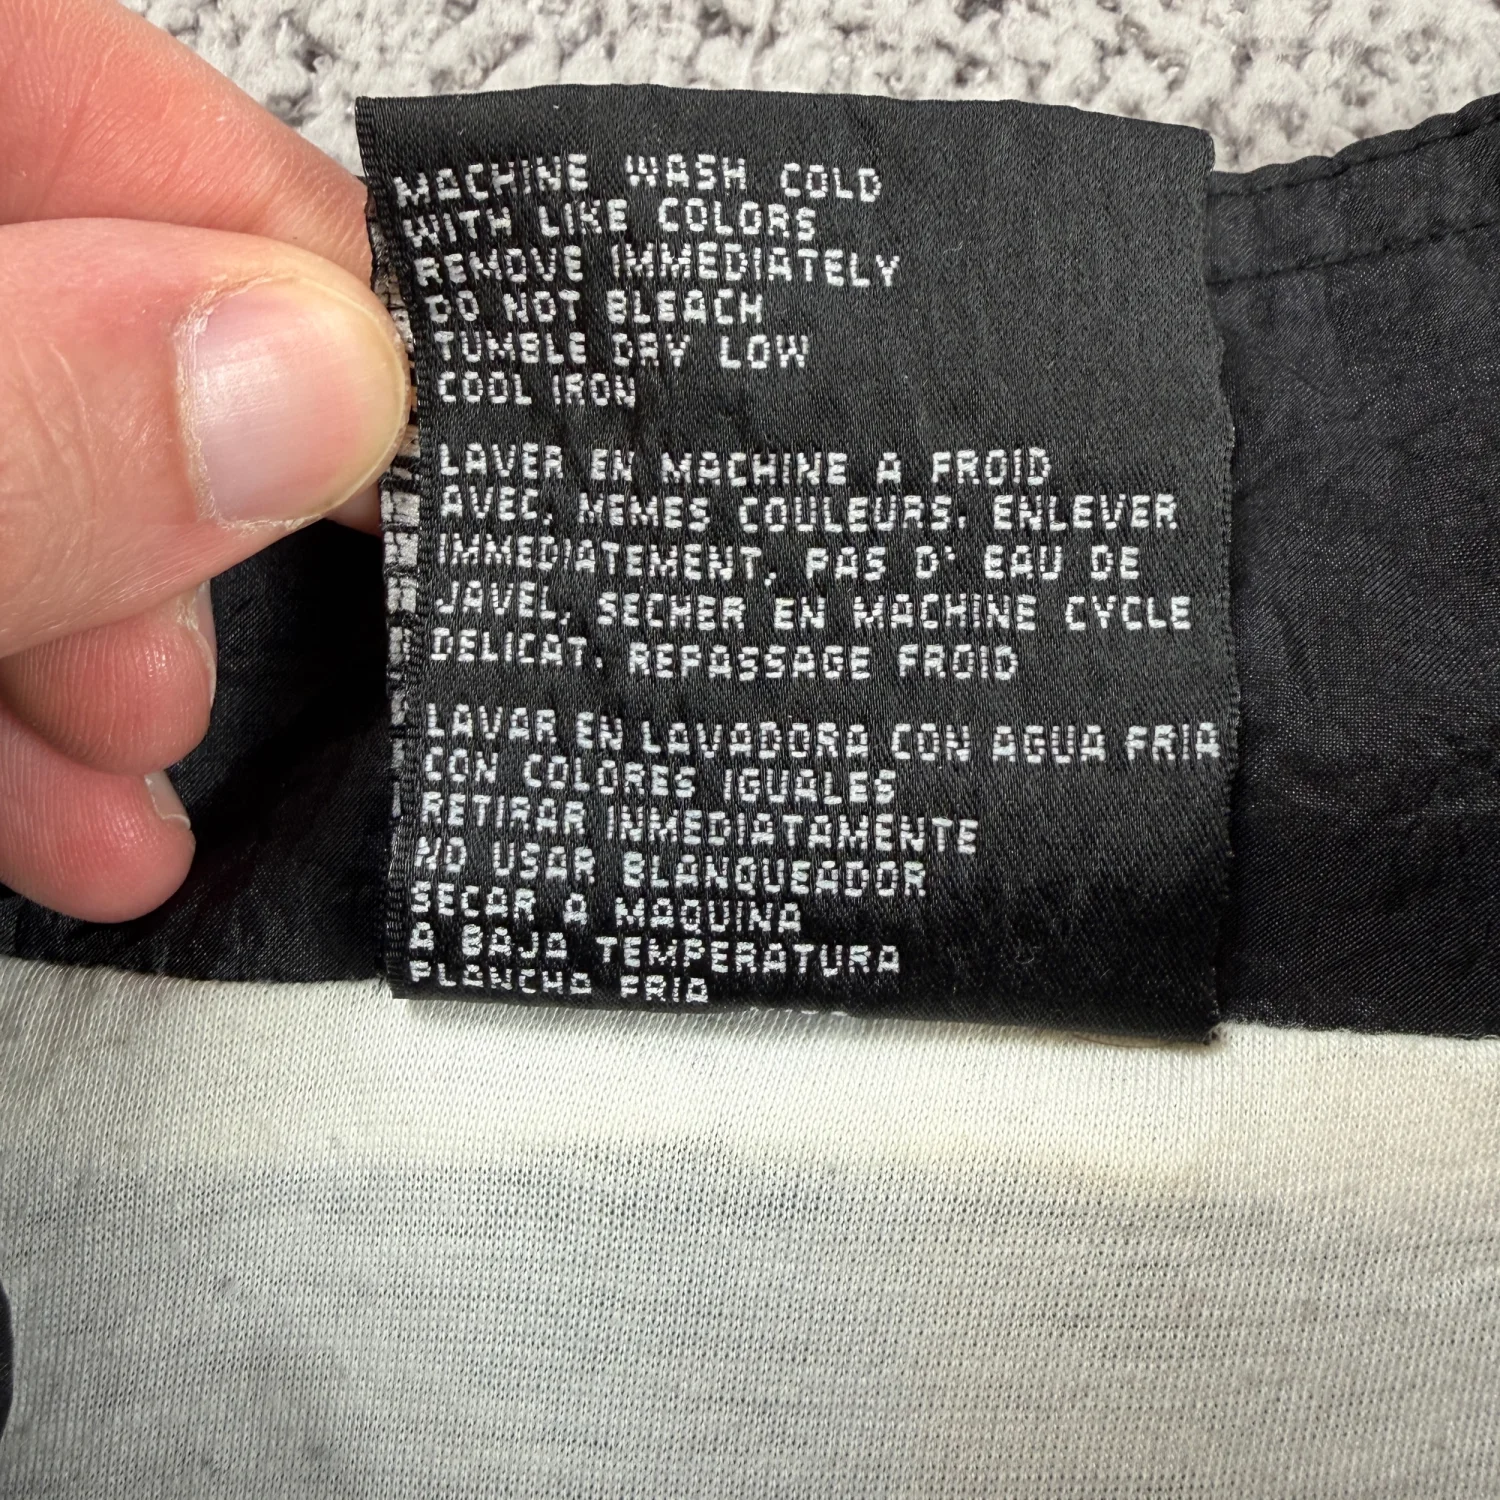 MACHINE WASH COLD
WITH LIKE COLORS
REMOVE IMMEDIATELY
DO NOT BLEACH
TUMBLE DRY LOW
COOL IRON
LAVER EN MACHINE A FROID
AVEC, MEMES COULEURS, ENLEVER
IMMEDIATEMENT, PAS D' EAU DE
JAVEL, SECHER EN MACHINE CYCLE
DELICAT, REPASSAGE FROID
LAVAR EN LAVADORA CON AGUA FRIA
CON COLORES IGUALES
RETIRAR INMEDIATAMENTE
NO USAR BLANQUEADOR
SECAR A MAQUINA
A BAJA TEMPERATURA
PLANCHA FRIA